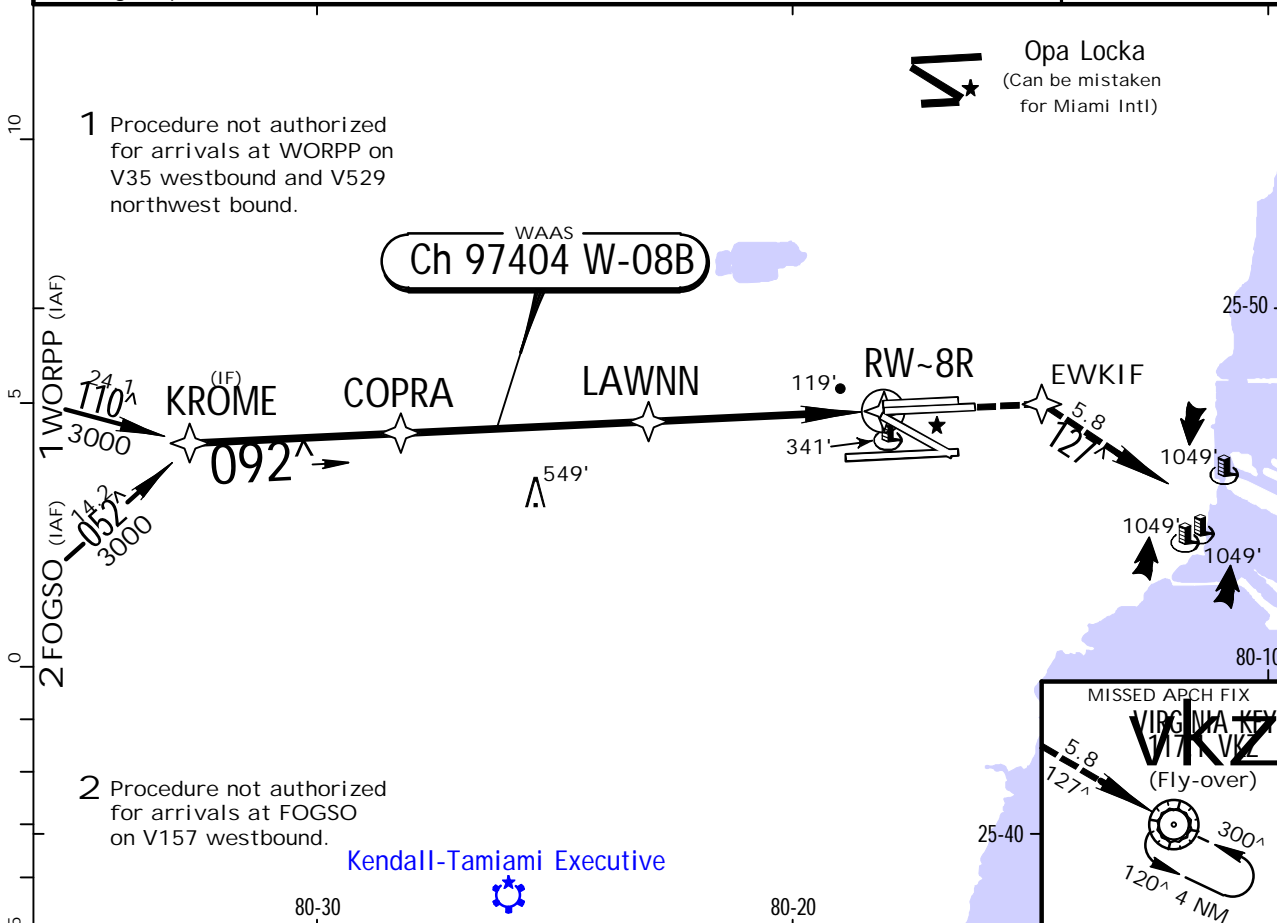 Opa Locka
(Can be mistaken
for Miami Intl)
10
1 Procedure not authorized
for arrivals at WORPP on
V35 westbound and V529
northwest bound.
WAAS
Ch 97404 W-08B
25-50
1 WORPP (IAF)
24.1
110^
3000
(IF)
KROME
COPRA
LAWNN
119'
RW~8R
EWKIF
5
092^
341'
5.8
127^
549'
1049'
1049'
1049'
14.2
052^
3000
2 FOGSO (IAF)
0
80-10
MISSED APCH FIX
VIRGINIA KEY
VKZ
(Fly-over)
5.8
127^
300^
120^ 4 NM
2 Procedure not authorized
for arrivals at FOGSO
on V157 westbound.
25-40
Kendall-Tamiami Executive
80-30
80-20
5